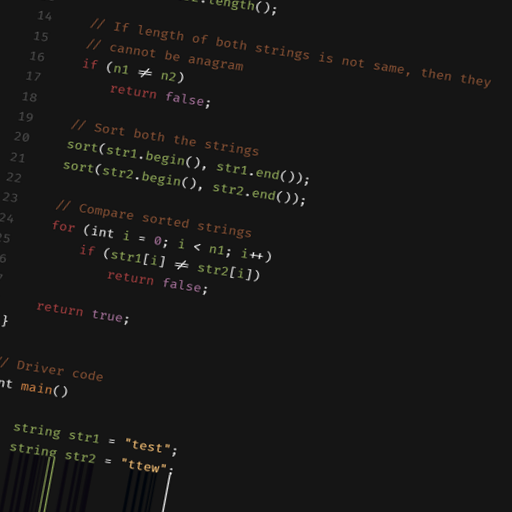 .length();
14
15 // If length of both strings is not same, then they
16 // cannot be anagram
17 if (n1 ≠ n2)
18 return false;
19
20 // Sort both the strings
21 sort(str1.begin(), str1.end());
22 sort(str2.begin(), str2.end());
23
24 // Compare sorted strings
for (int i = 0; i < n1; i++)
if (str1[i] ≠ str2[i])
return false;
return true;
}
// Driver code
main()
string str1 = "test";
string str2 = "ttew";